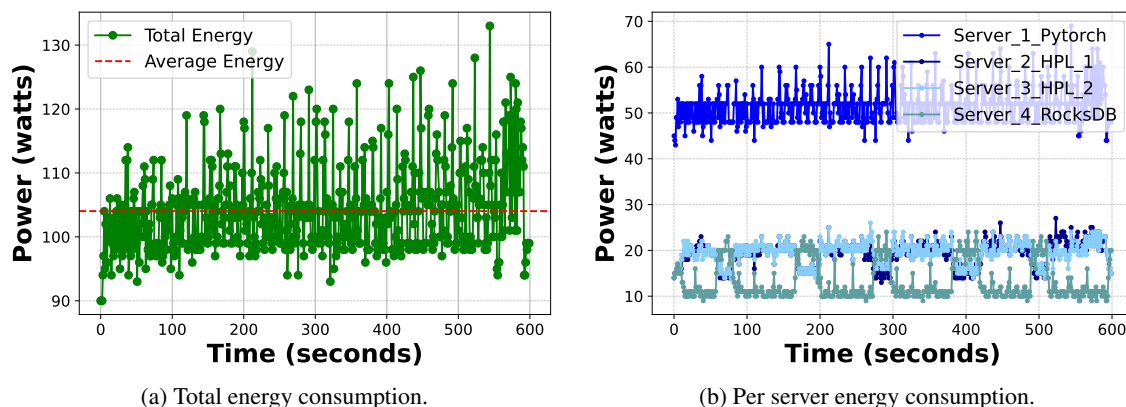 Total Energy
Average Energy
130
120
110
100
90
Power (watts)
0 100 200 300 400 500 600
Time (seconds)
(a) Total energy consumption.
Server_1_Pytorch
Server_2_HPL_1
Server_3_HPL_2
Server_4_RocksDB
70
60
50
40
30
20
10
Power (watts)
0 100 200 300 400 500 600
Time (seconds)
(b) Per server energy consumption.